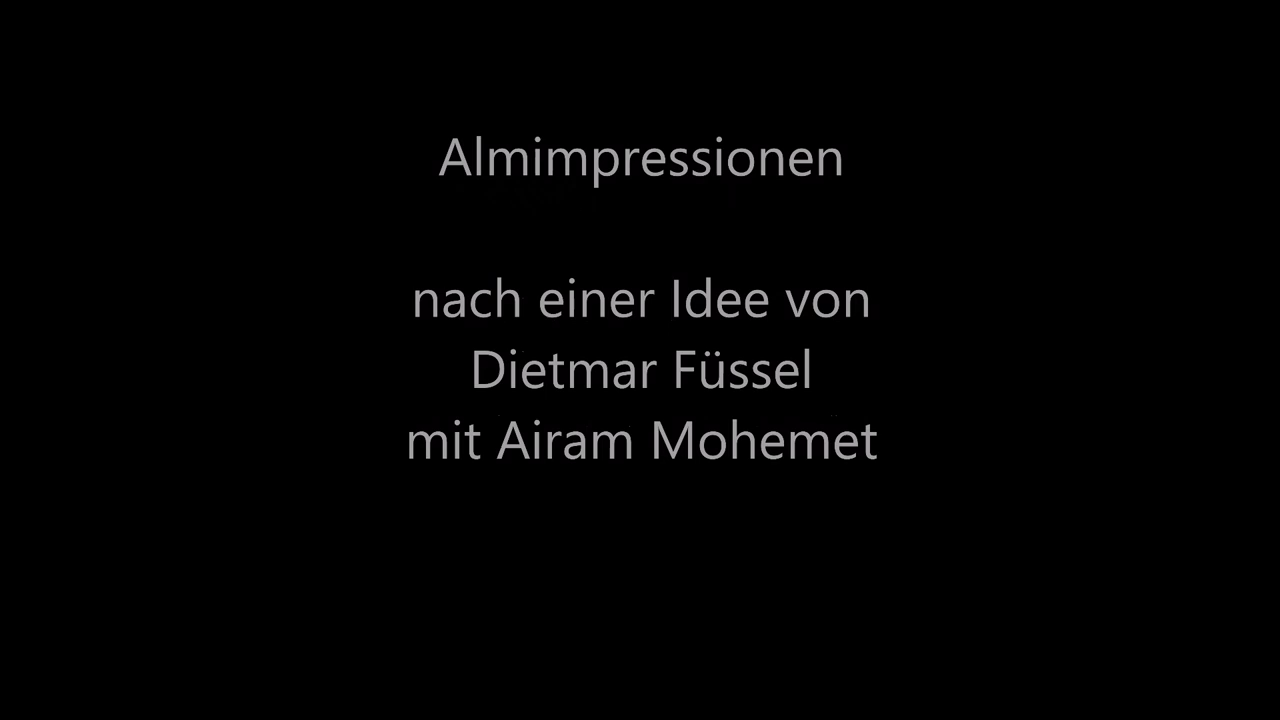 Almimpressionen
nach einer Idee von
Dietmar Füssel
mit Airam Mohemet